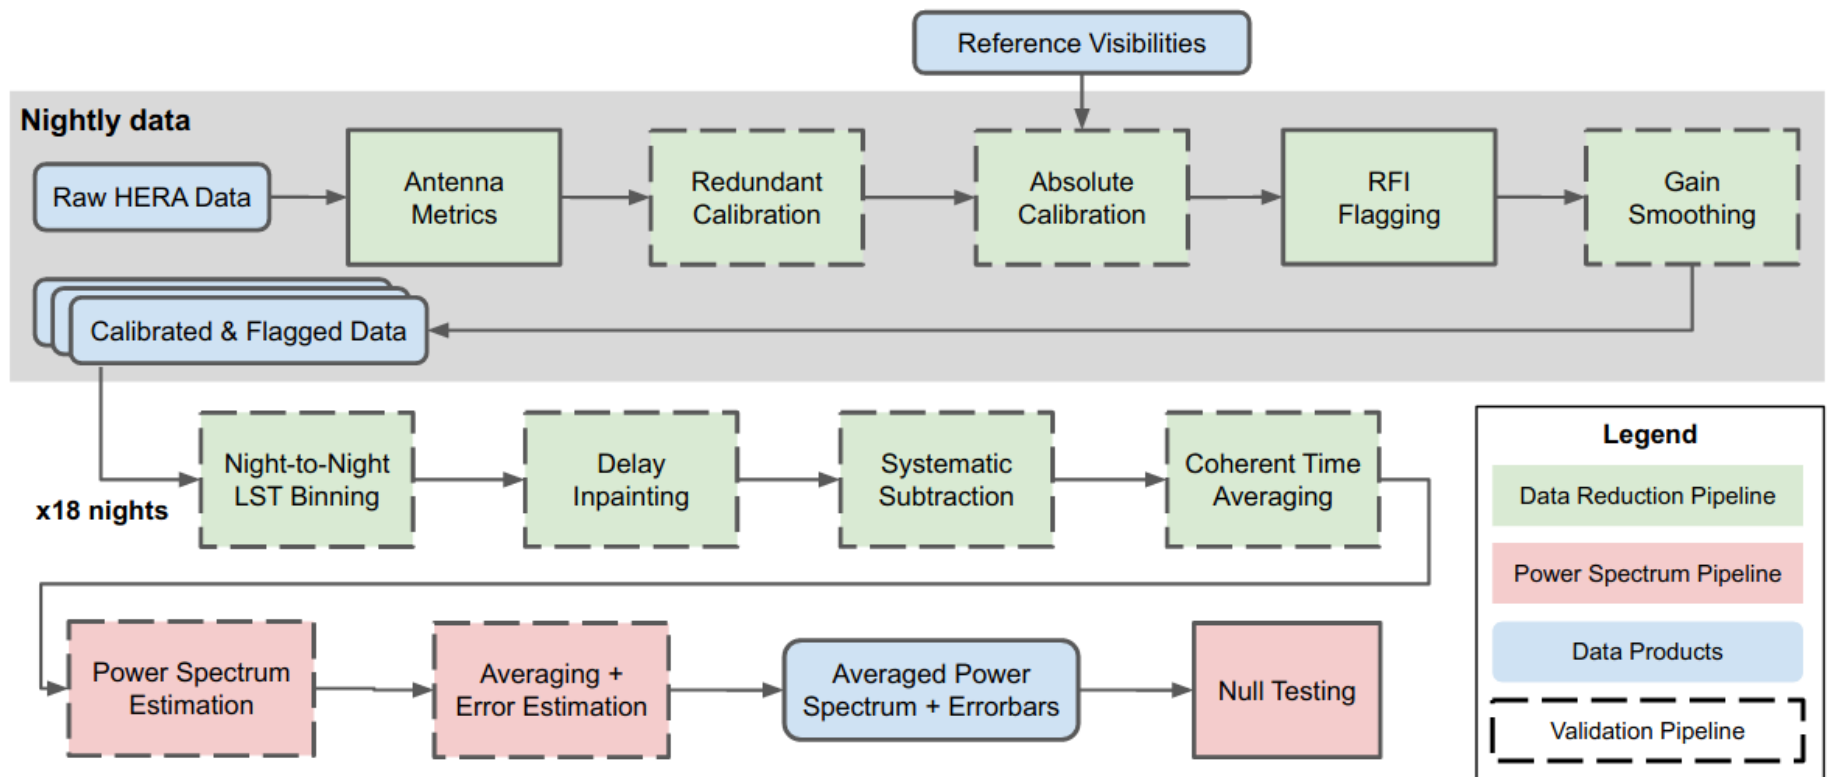 Reference Visibilities
Nightly data
Raw HERA Data
Antenna
Metrics
Redundant
Calibration
Absolute
Calibration
RFI
Flagging
Gain
Smoothing
Calibrated & Flagged Data
x18 nights
Night-to-Night
LST Binning
Delay
Inpainting
Systematic
Subtraction
Coherent Time
Averaging
Power Spectrum
Estimation
Averaging +
Error Estimation
Averaged Power
Spectrum + Errorbars
Null Testing
Legend
Data Reduction Pipeline
Power Spectrum Pipeline
Data Products
Validation Pipeline